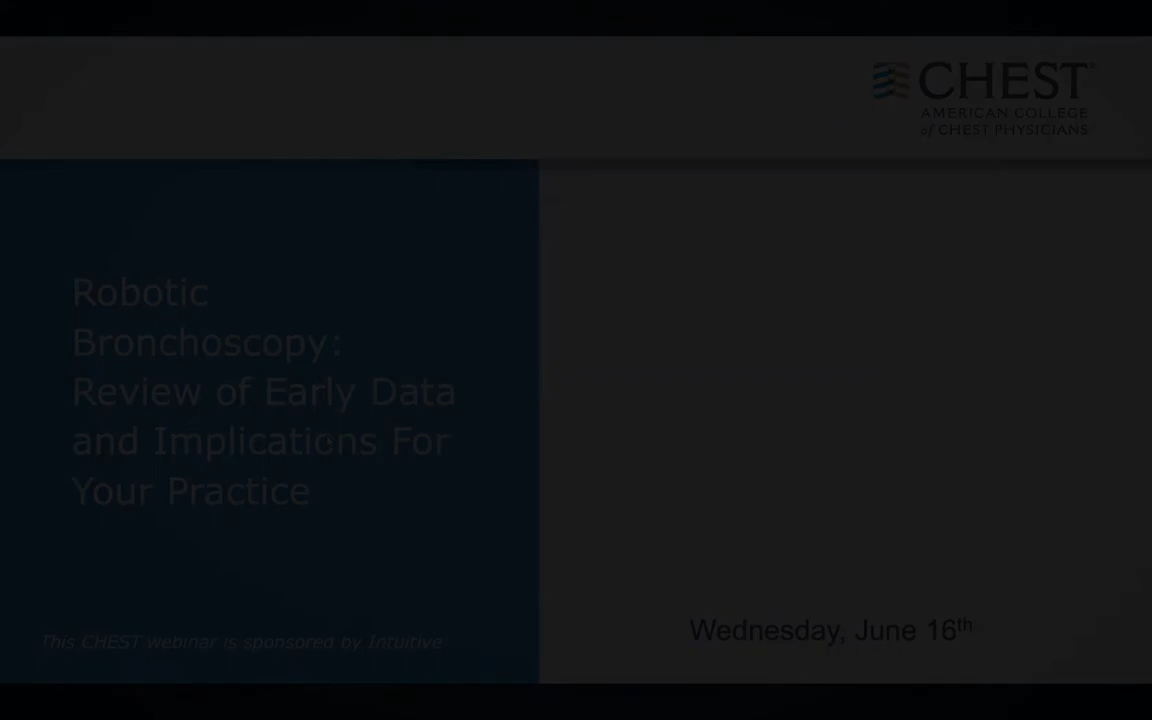 CHEST
AMERICAN COLLEGE
of CHEST PHYSICIANS
Robotic
Bronchoscopy:
Review of Early Data
and Implications For
Your Practice
This CHEST webinar is sponsored by Intuitive
Wednesday, June 16th